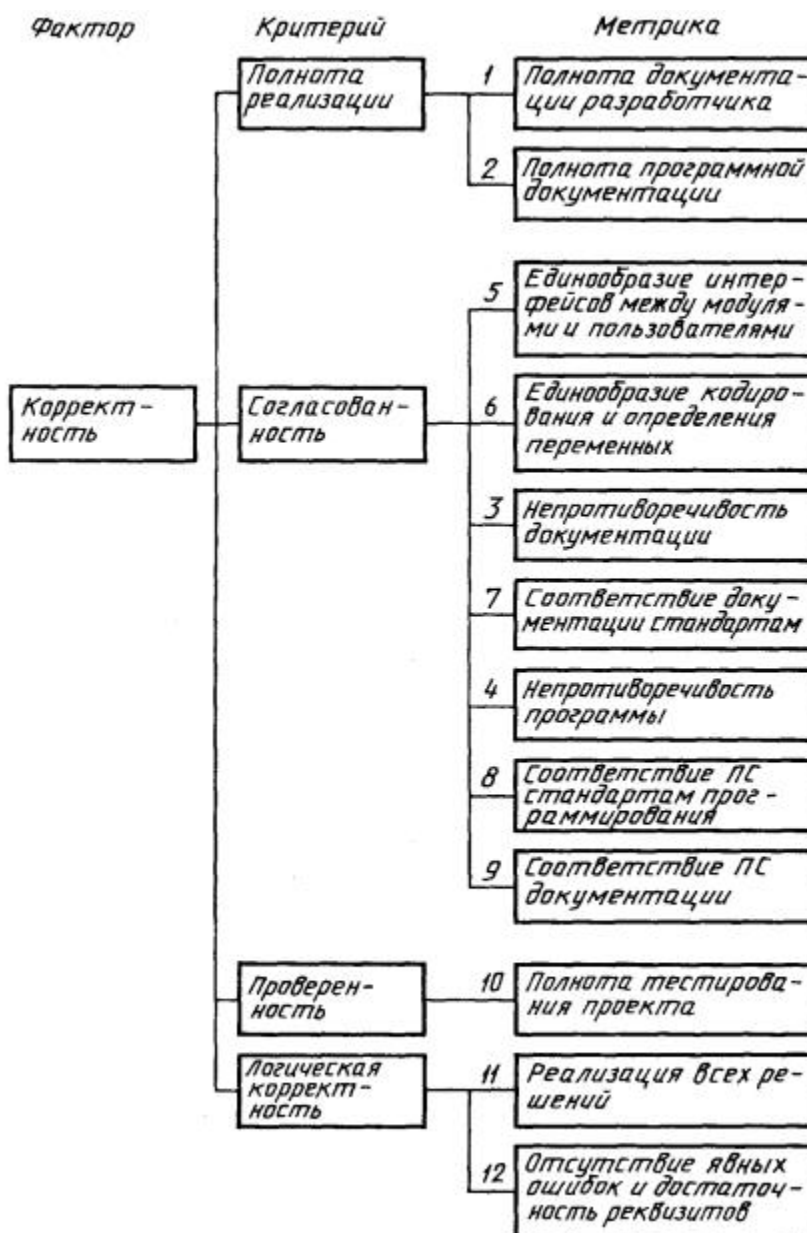 Фактор Критерий Метрика
Полнота
реализации
1
Полнота документа-
ции разработчика
2
Полнота программной
документации
5
Единообразие интер-
фейсов между модуля-
ми и пользователями
Коррект-
ность
Согласован-
ность
6
Единообразие кодиро-
вания и определения
переменных
3
Непротиворечивость
документации
7
Соответствие доку-
ментации стандартам
4
Непротиворечивость
программы
8
Соответствие ПС
стандартам прог-
раммирования
9
Соответствие ПС
документации
Проверен-
ность
10
Полнота тестирова-
ния проекта
Логическая
коррект-
ность
11
Реализация всех ре-
шений
12
Отсутствие явных
ошибок и достаточ-
ность реквизитов